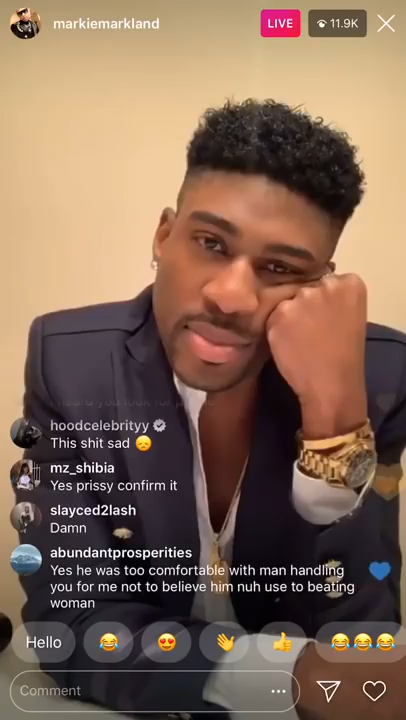 markiemarkland
LIVE
11.9K
hoodcelebrityy
This shit sad 😞
mz_shibia
Yes prissy confirm it
slayced2lash
Damn
abundantprosperities
Yes he was too comfortable with man handling
you for me not to believe him nuh use to beating
woman
Hello 😂 😍 👋 👍 😂😂😂
Comment